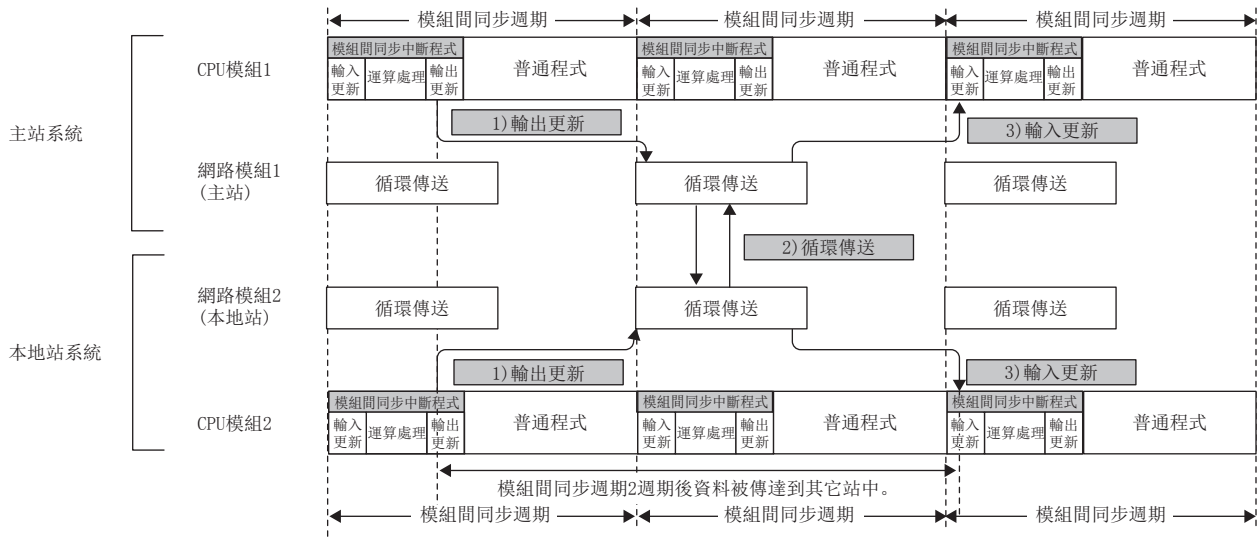 模組間同步週期 模組間同步週期 模組間同步週期
模組間同步中斷程式 模組間同步中斷程式 模組間同步中斷程式
CPU模組1
輸入更新 運算處理 輸出更新 普通程式 輸入更新 運算處理 輸出更新 普通程式 輸入更新 運算處理 輸出更新 普通程式
1)輸出更新 3)輸入更新
主站系統
網路模組1
(主站)
循環傳送 循環傳送 循環傳送
2)循環傳送
網路模組2
(本地站)
循環傳送 循環傳送 循環傳送
本地站系統
1)輸出更新 3)輸入更新
模組間同步中斷程式 模組間同步中斷程式 模組間同步中斷程式
CPU模組2
輸入更新 運算處理 輸出更新 普通程式 輸入更新 運算處理 輸出更新 普通程式 輸入更新 運算處理 輸出更新 普通程式
模組間同步週期2週期後資料被傳達到其它站中。
模組間同步週期 模組間同步週期 模組間同步週期